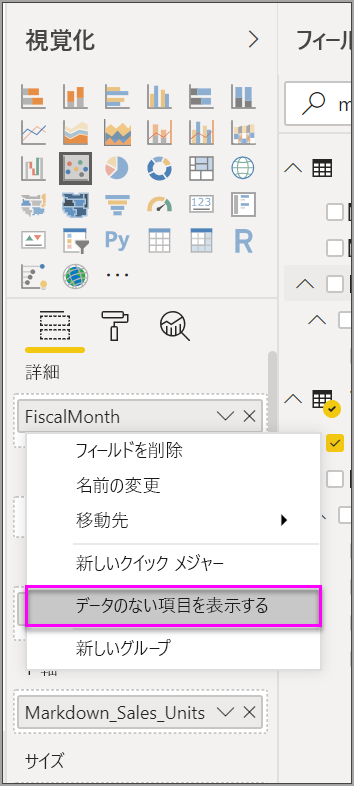 視覚化
フィール
m
123
Py
R
詳細
FiscalMonth
フィールドを削除
名前の変更
移動先
新しいクイック メジャー
データのない項目を表示する
新しいグループ
Markdown_Sales_Units
サイズ